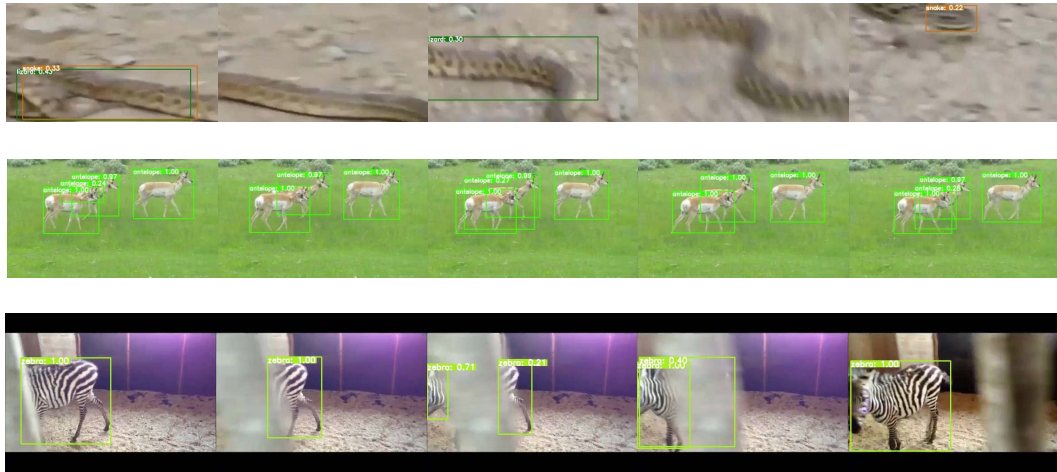 snake: 0.33
lizard: 0.43
lizard: 0.30
snake: 0.22
antelope: 0.97
antelope: 0.24
antelope: 1.00
antelope: 1.00
antelope: 0.97
antelope: 1.00
antelope: 1.00
antelope: 0.98
antelope: 0.27
antelope: 1.00
antelope: 1.00
antelope: 1.00
antelope: 1.00
antelope: 1.00
antelope: 0.97
antelope: 0.28
antelope: 1.00
antelope: 1.00
zebra: 1.00
zebra: 1.00
zebra: 0.71
zebra: 0.21
zebra: 0.40
zebra: 1.00
zebra: 1.00